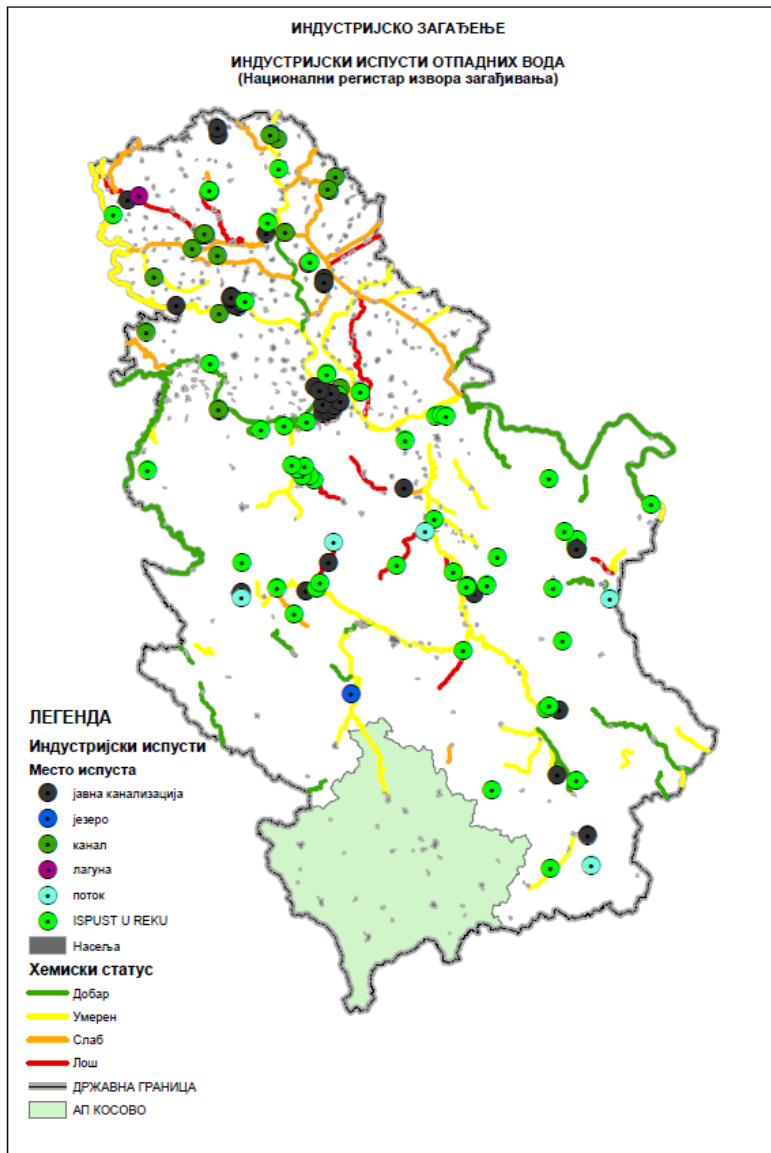 ИНДУСТРИЈСКО ЗАГАЂЕЊЕ
ИНДУСТРИЈСКИ ИСПУСТИ ОТПАДНИХ ВОДА
(Национални регистар извора загађивања)
ЛЕГЕНДА
Индустријски испусти
Место испуста
јавна канализација
језеро
канал
лагуна
поток
ISPUST U REKU
Насеља
Хемиски статус
Добар
Умерен
Слаб
Лош
ДРЖАВНА ГРАНИЦА
АП КОСОВО